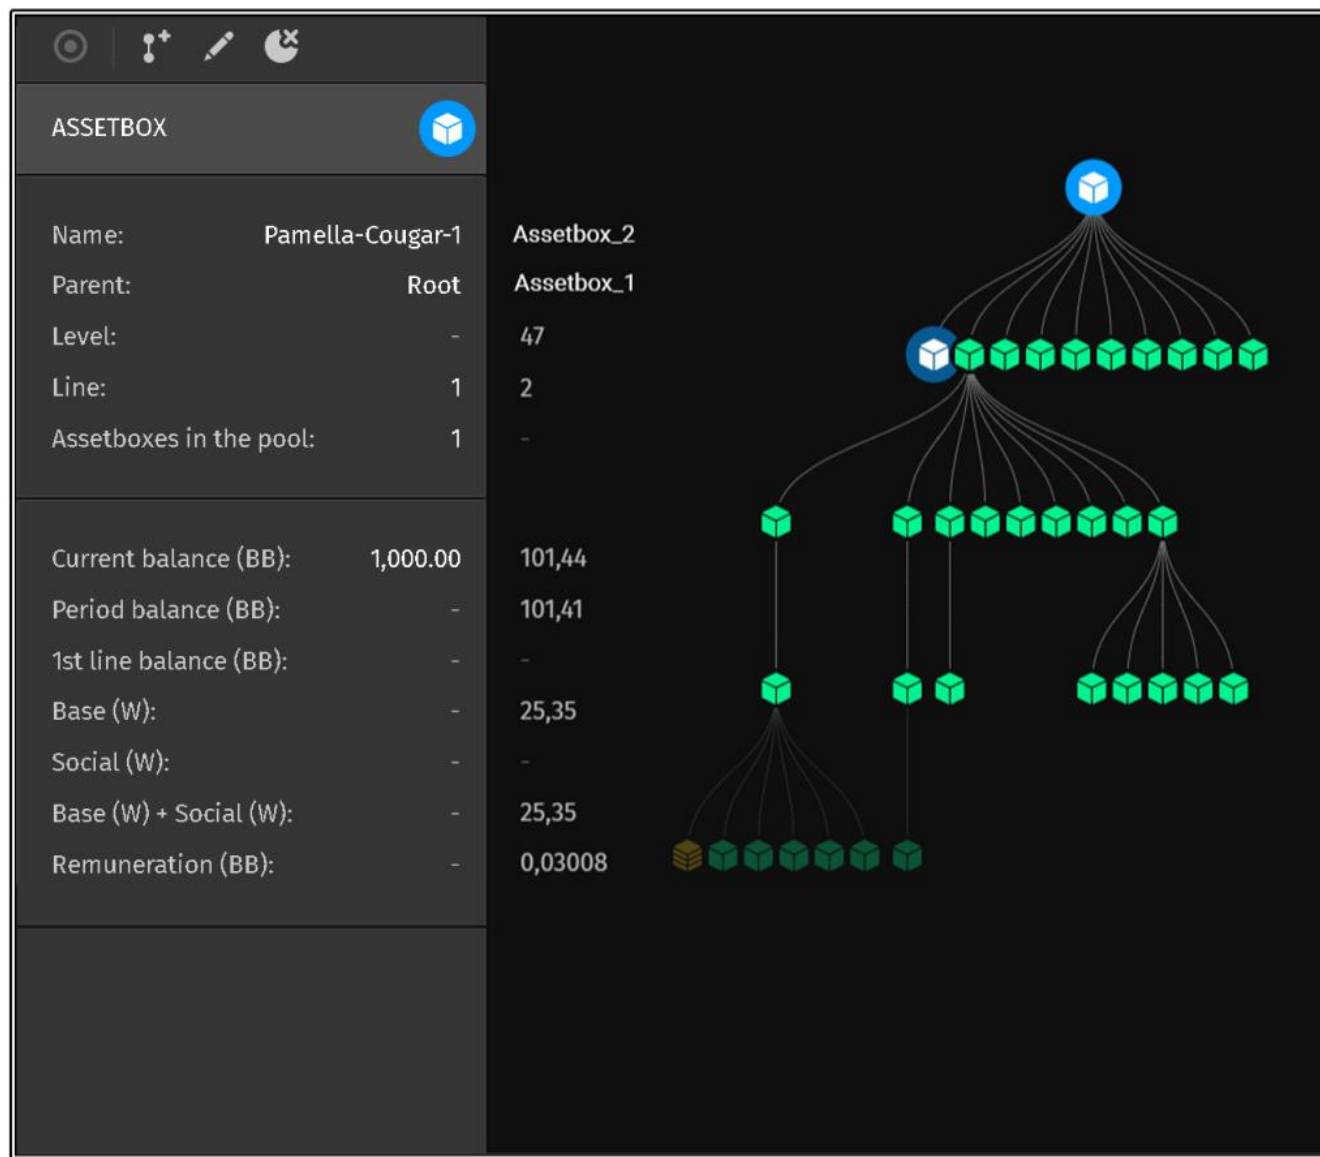 ASSETBOX
Name: Pamella-Cougar-1 Assetbox_2
Parent: Root Assetbox_1
Level: - 47
Line: 1 2
Assetboxes in the pool: 1 -
Current balance (BB): 1,000.00 101,44
Period balance (BB): - 101,41
1st line balance (BB): - -
Base (W): - 25,35
Social (W): - -
Base (W) + Social (W): - 25,35
Remuneration (BB): - 0,03008